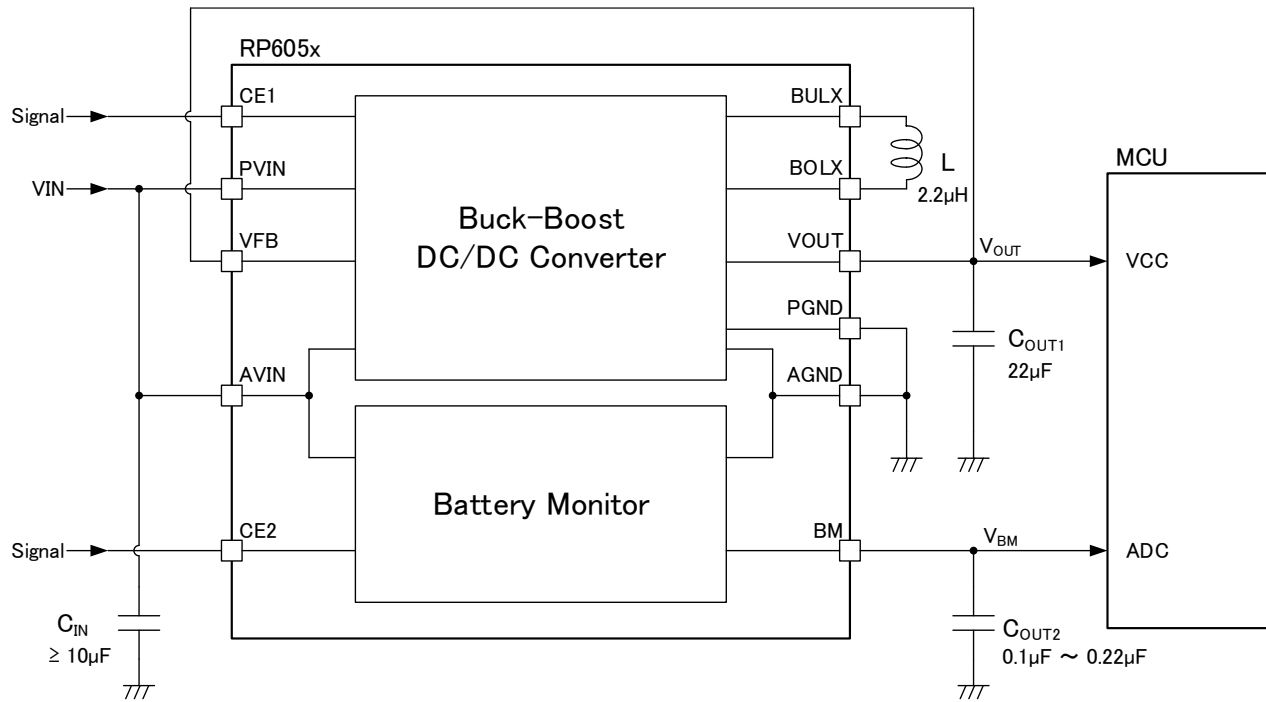 RP605x
Signal
CE1
BULX
L
2.2µH
MCU
VIN
PVIN
BOLX
Buck-Boost
DC/DC Converter
VFB
VOUT
VOUT
VCC
PGND
COUT1
22µF
AVIN
AGND
Battery Monitor
Signal
CE2
BM
VBM
ADC
CIN
≥ 10µF
COUT2
0.1µF ~ 0.22µF